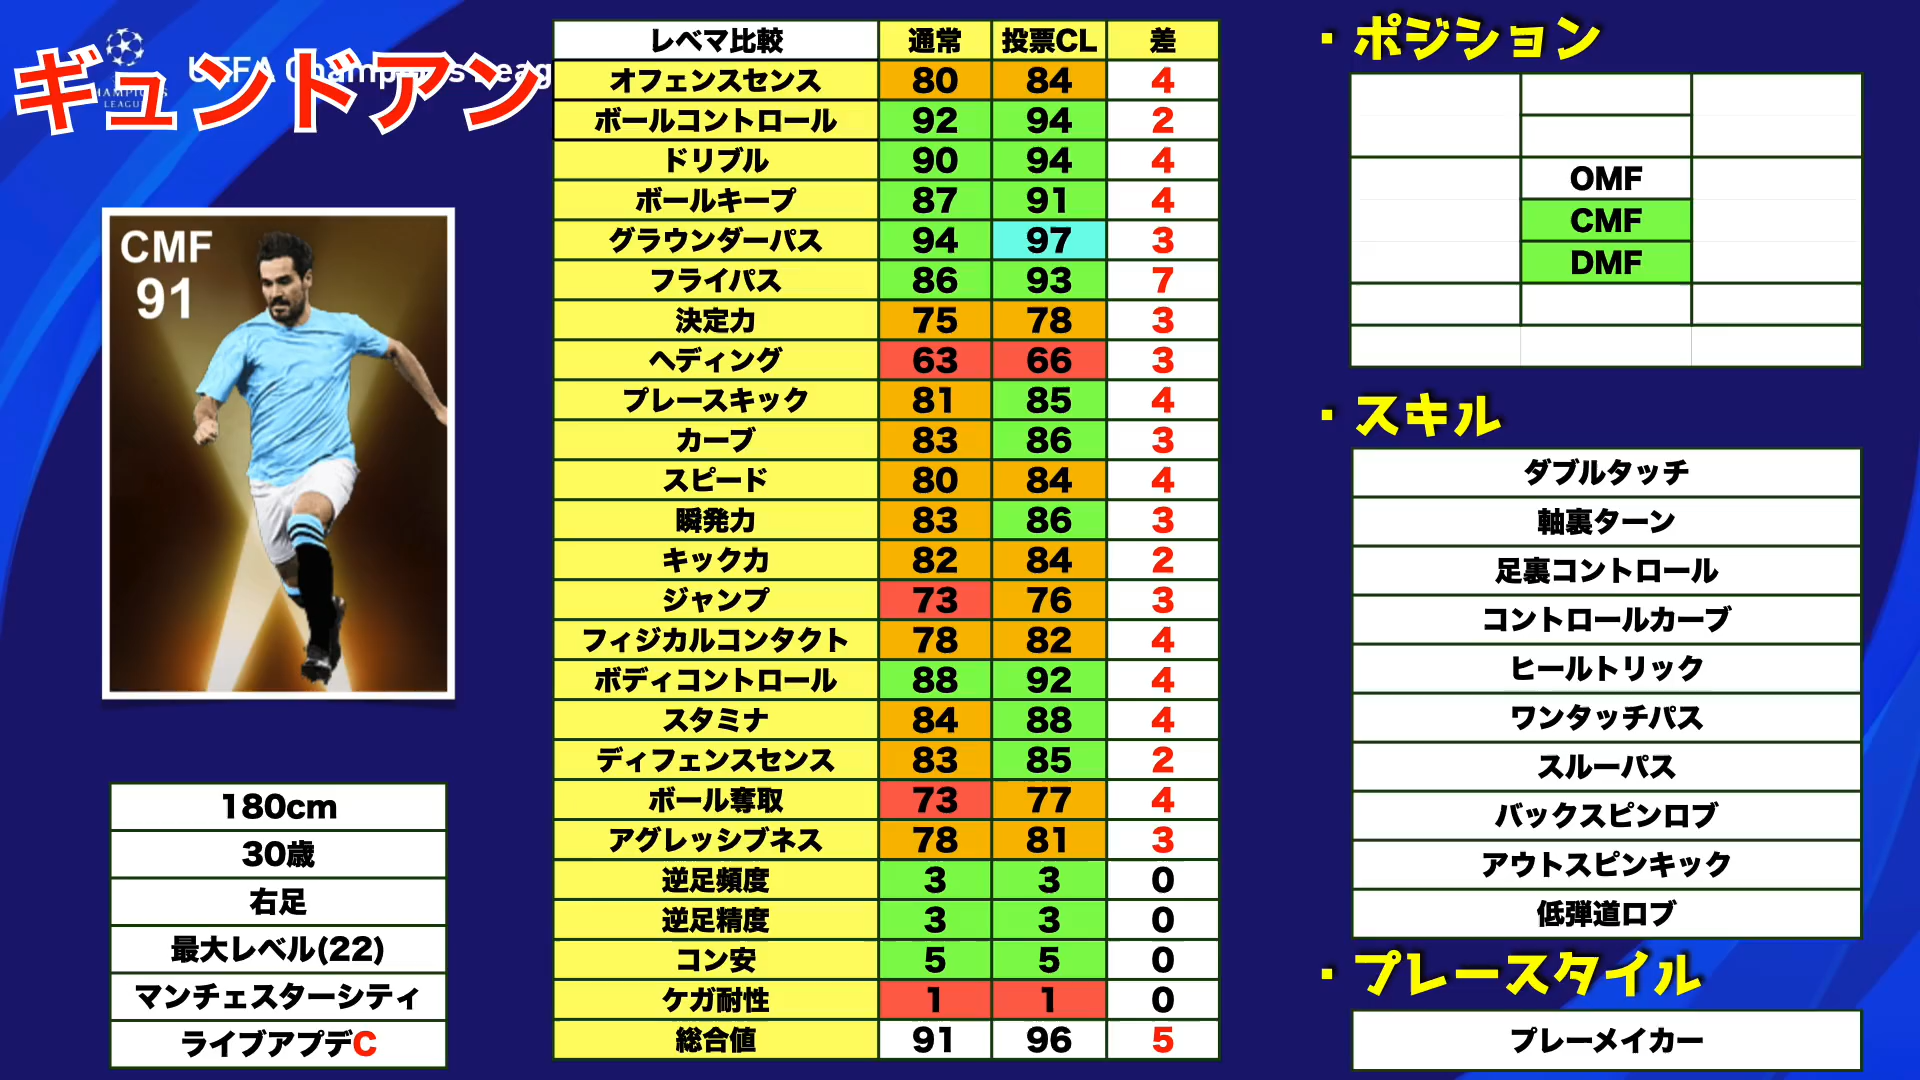 ギュンドアン
UEFA Champions Leag
CHAMPIONS
LEAGUE
CMF
91
180cm
30歳
右足
最大レベル(22)
マンチェスターシティ
ライブアプデC
レベマ比較 通常 投票CL 差
オフェンスセンス 80 84 4
ボールコントロール 92 94 2
ドリブル 90 94 4
ボールキープ 87 91 4
グラウンダーパス 94 97 3
フライパス 86 93 7
決定力 75 78 3
ヘディング 63 66 3
プレースキック 81 85 4
カーブ 83 86 3
スピード 80 84 4
瞬発力 83 86 3
キック力 82 84 2
ジャンプ 73 76 3
フィジカルコンタクト 78 82 4
ボディコントロール 88 92 4
スタミナ 84 88 4
ディフェンスセンス 83 85 2
ボール奪取 73 77 4
アグレッシブネス 78 81 3
逆足頻度 3 3 0
逆足精度 3 3 0
コン安 5 5 0
ケガ耐性 1 1 0
総合値 91 96 5
・ポジション
OMF
CMF
DMF
・スキル
ダブルタッチ
軸裏ターン
足裏コントロール
コントロールカーブ
ヒールトリック
ワンタッチパス
スルーパス
バックスピンロブ
アウトスピンキック
低弾道ロブ
・プレースタイル
プレーメイカー